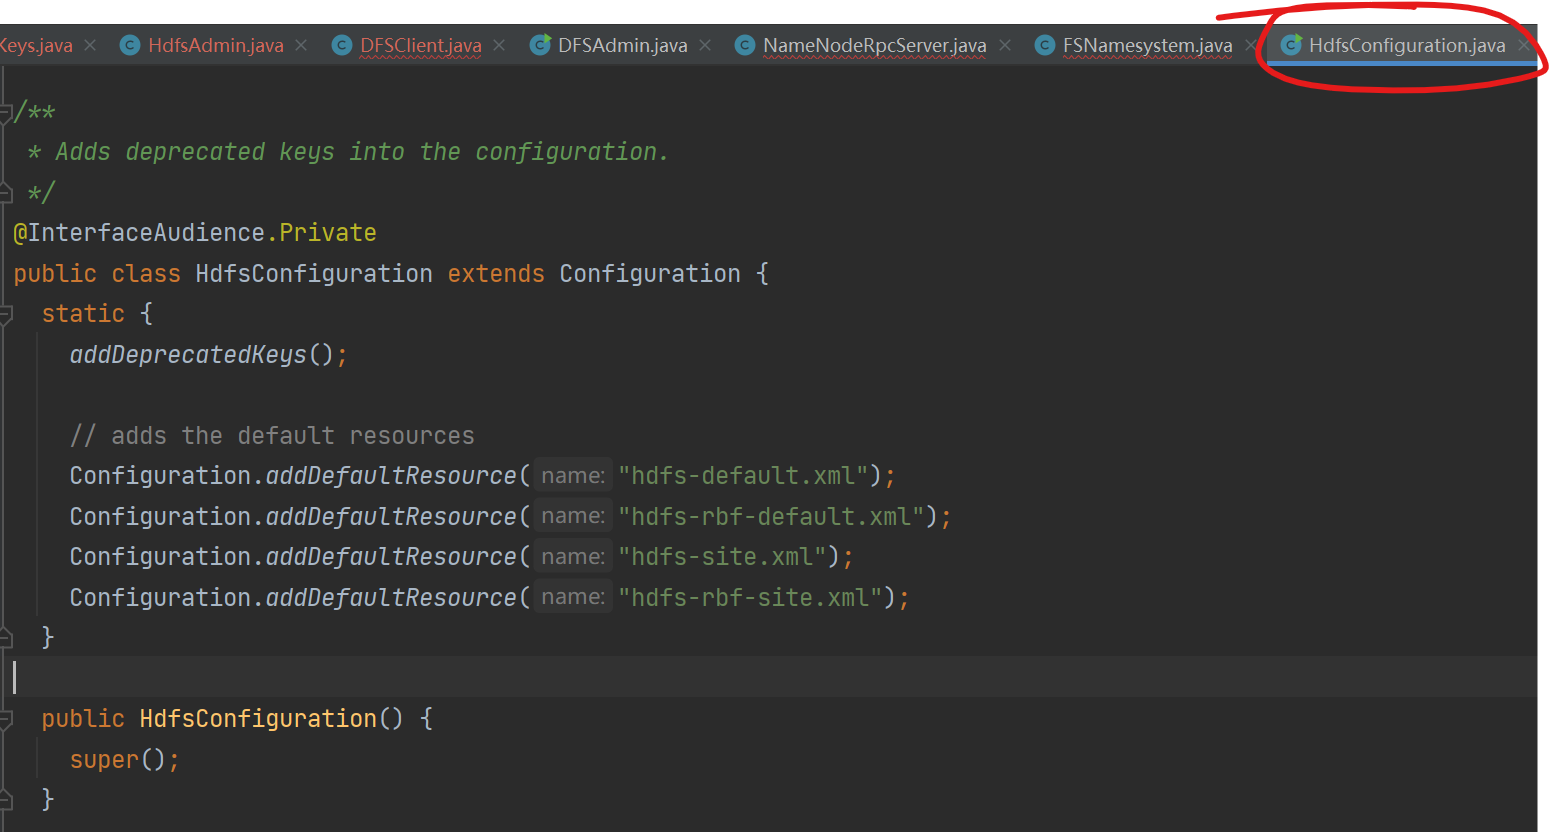 Keys.java × HdfsAdmin.java × DFSClient.java × DFSAdmin.java × NameNodeRpcServer.java × FSNamesystem.java × HdfsConfiguration.java ×
/**
* Adds deprecated keys into the configuration.
*/
@InterfaceAudience.Private
public class HdfsConfiguration extends Configuration {
static {
addDeprecatedKeys();
// adds the default resources
Configuration.addDefaultResource( name: "hdfs-default.xml");
Configuration.addDefaultResource( name: "hdfs-rbf-default.xml");
Configuration.addDefaultResource( name: "hdfs-site.xml");
Configuration.addDefaultResource( name: "hdfs-rbf-site.xml");
}
public HdfsConfiguration() {
super();
}